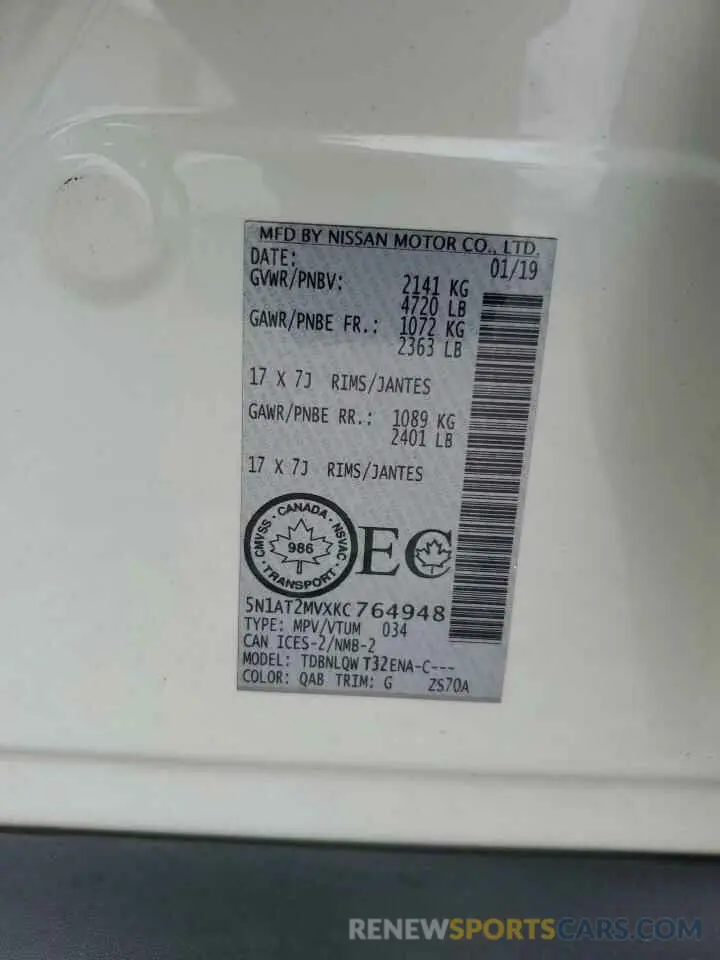 MFD BY NISSAN MOTOR CO., LTD.
DATE: 01/19
GVWR/PNBV: 2141 KG
4720 LB
GAWR/PNBE FR.: 1072 KG
2363 LB
17 X 7J RIMS/JANTES
GAWR/PNBE RR.: 1089 KG
2401 LB
17 X 7J RIMS/JANTES
CMVSS · CANADA · NSVAC
986
· TRANSPORT ·
EC
5N1AT2MVXKC764948
TYPE: MPV/VTUM 034
CAN ICES-2/NMB-2
MODEL: TDBNLQW T32ENA-C---
COLOR: QAB TRIM: G ZS70A
RENEWSPORTSCARS.COM